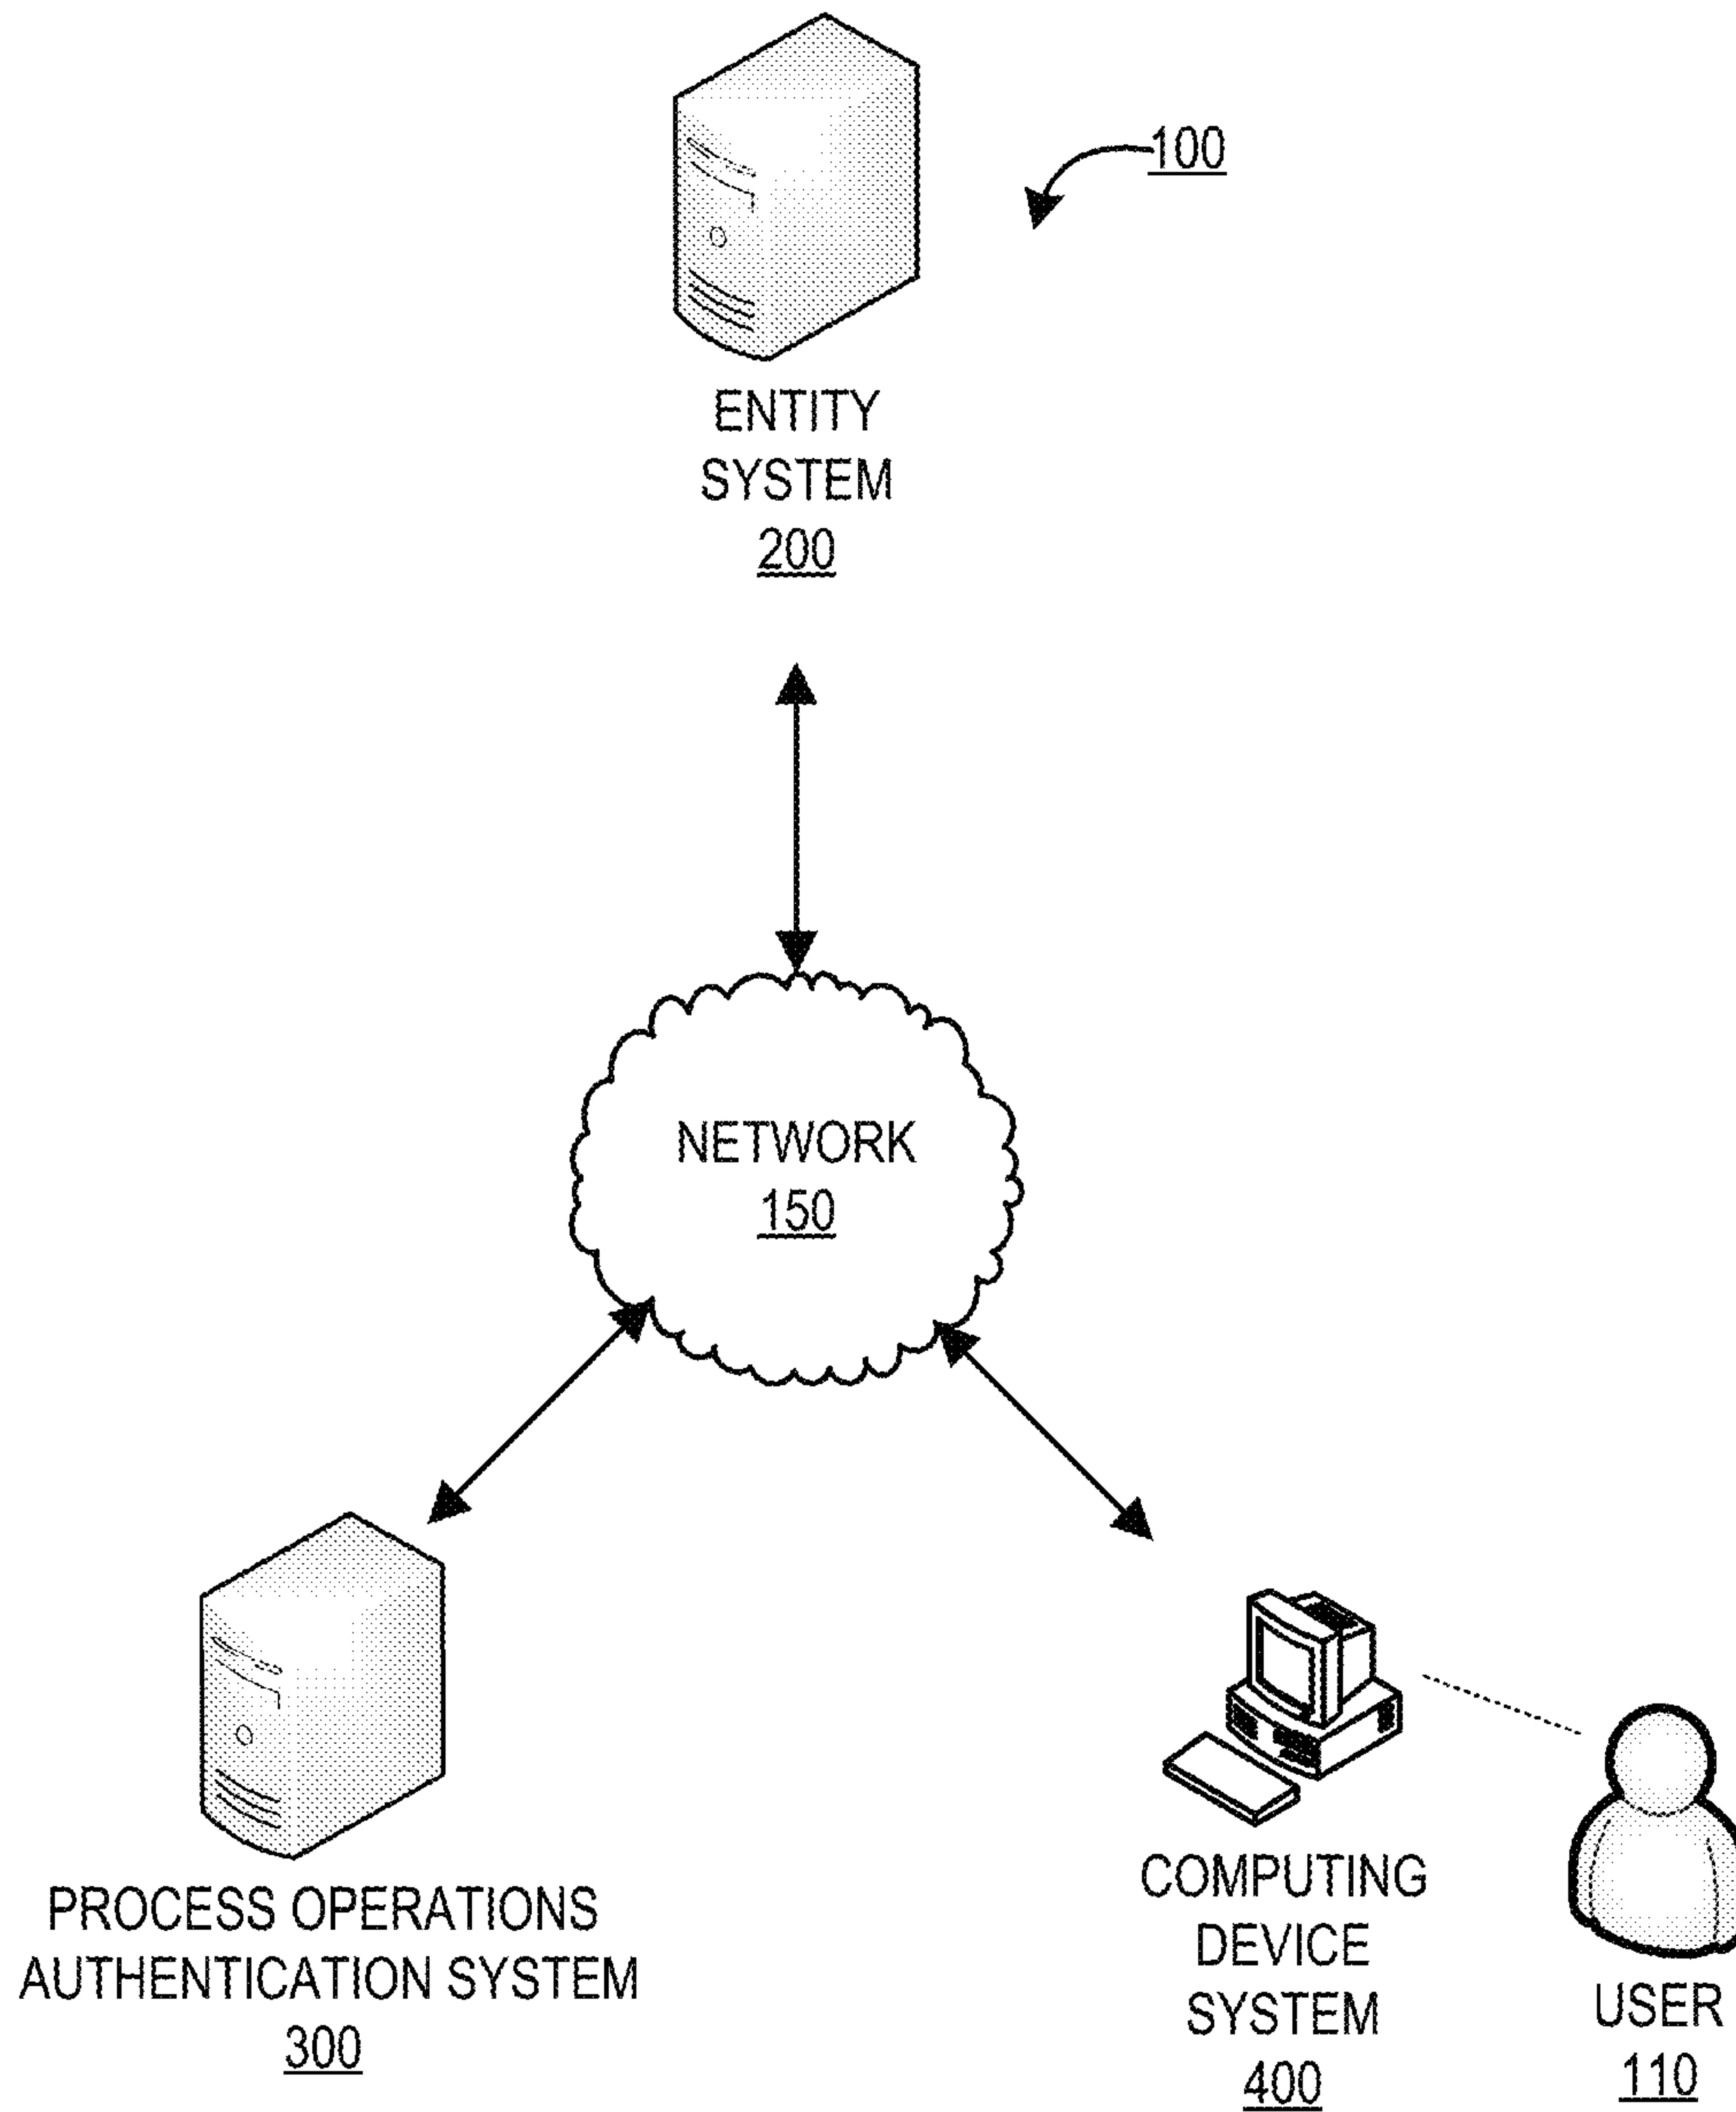 100
ENTITY
SYSTEM
200
NETWORK
150
PROCESS OPERATIONS
AUTHENTICATION SYSTEM
300
COMPUTING
DEVICE
SYSTEM
400
USER
110